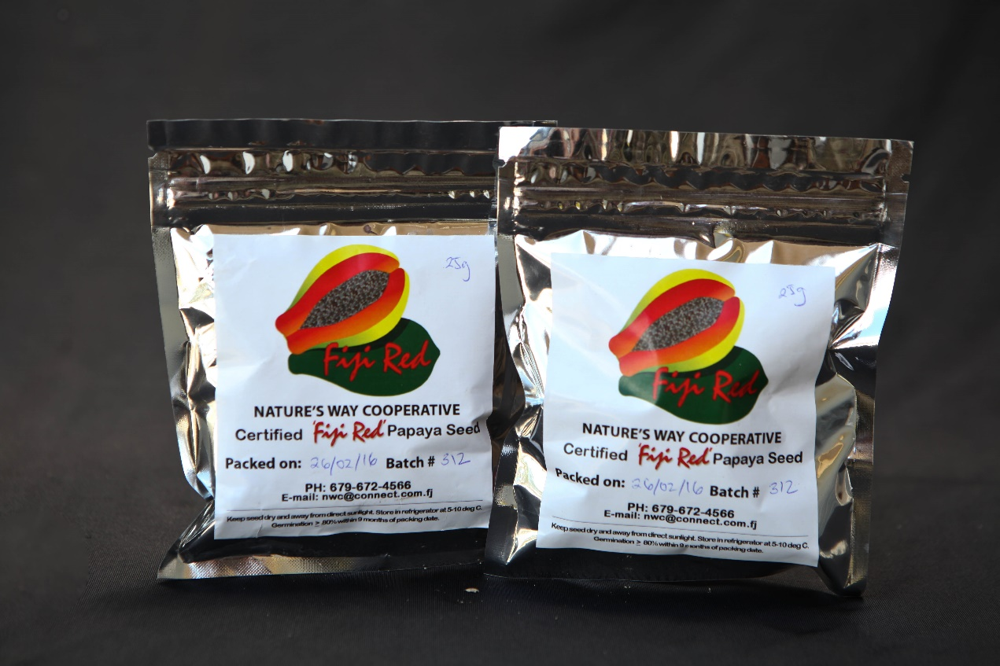 25g
Fiji Red
NATURE'S WAY COOPERATIVE
Certified 'Fiji Red' Papaya Seed
Packed on: 26/02/16 Batch # 312
PH: 679-672-4566
E-mail: nwc@connect.com.fj
Keep seed dry and away from direct sunlight. Store in refrigerator at 5-10 deg C.
Germination ≥ 80% within 9 months of packing date.
25g
Fiji Red
NATURE'S WAY COOPERATIVE
Certified 'Fiji Red' Papaya Seed
Packed on: 26/02/16 Batch # 312
PH: 679-672-4566
E-mail: nwc@connect.com.fj
Keep seed dry and away from direct sunlight. Store in refrigerator at 5-10 deg C.
Germination ≥ 80% within 9 months of packing date.